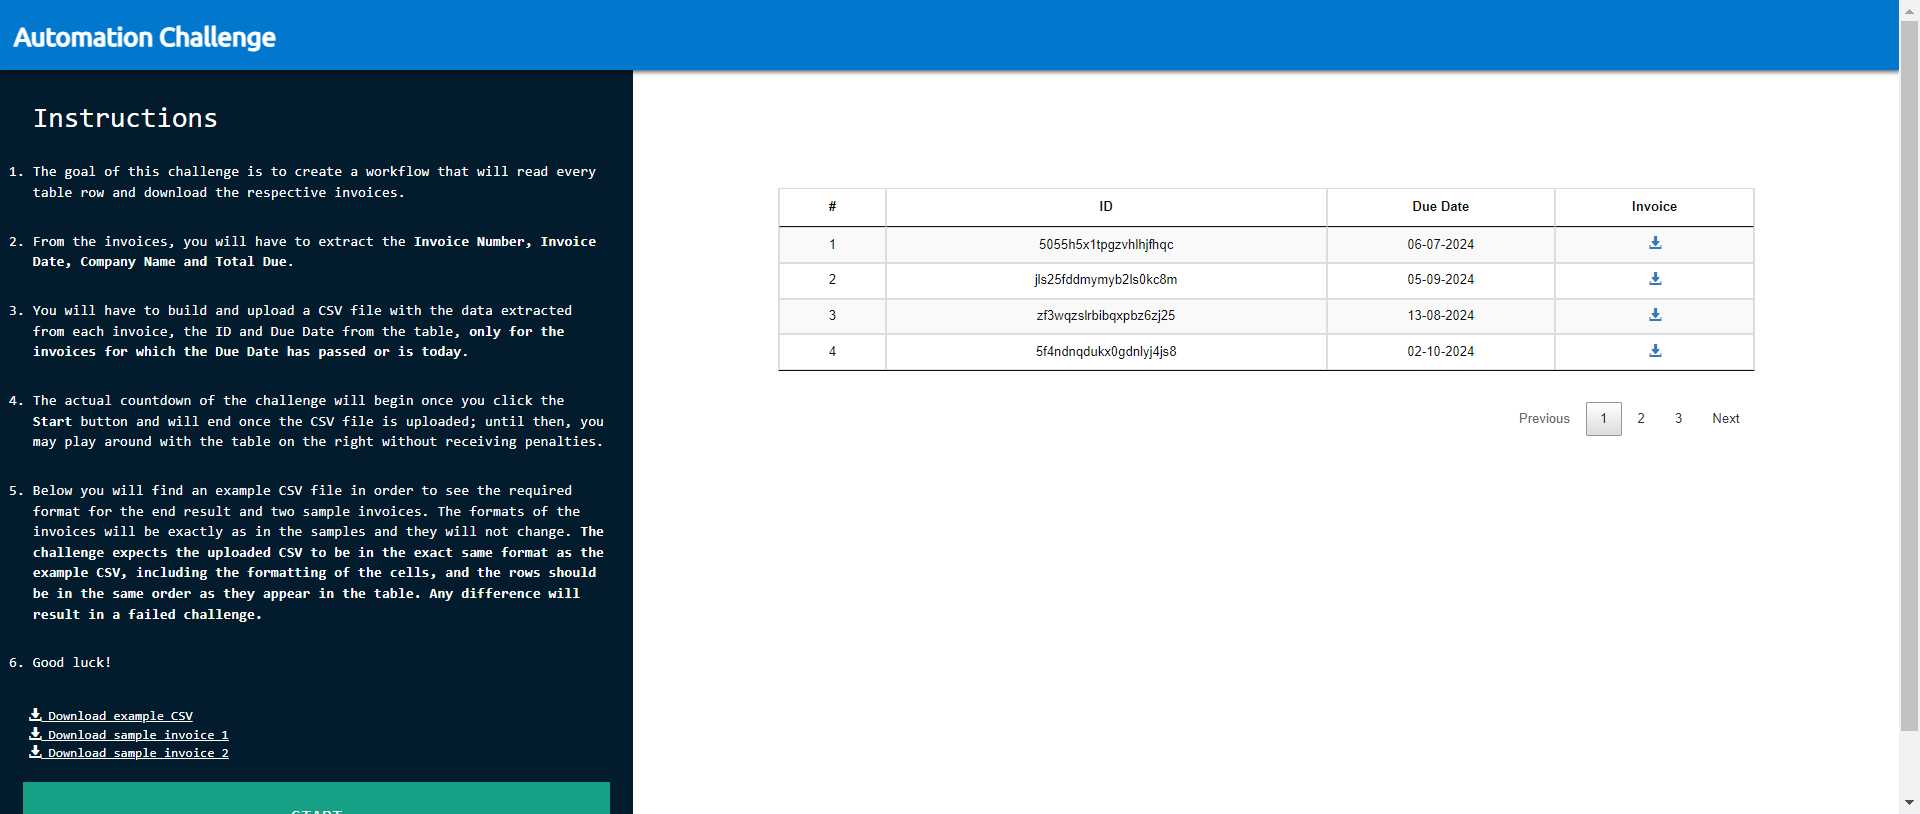 Automation Challenge
Instructions
1. The goal of this challenge is to create a workflow that will read every
table row and download the respective invoices.
2. From the invoices, you will have to extract the Invoice Number, Invoice
Date, Company Name and Total Due.
3. You will have to build and upload a CSV file with the data extracted
from each invoice, the ID and Due Date from the table, only for the
invoices for which the Due Date has passed or is today.
4. The actual countdown of the challenge will begin once you click the
Start button and will end once the CSV file is uploaded; until then, you
may play around with the table on the right without receiving penalties.
5. Below you will find an example CSV file in order to see the required
format for the end result and two sample invoices. The formats of the
invoices will be exactly as in the samples and they will not change. The
challenge expects the uploaded CSV to be in the exact same format as the
example CSV, including the formatting of the cells, and the rows should
be in the same order as they appear in the table. Any difference will
result in a failed challenge.
6. Good luck!
Download example CSV
Download sample invoice 1
Download sample invoice 2
START
# ID Due Date Invoice
1 5055h5x1tpgzvhlhjfhqc 06-07-2024
2 jls25fddmymyb2ls0kc8m 05-09-2024
3 zf3wqzslrbibqxpbz6zj25 13-08-2024
4 5f4ndnqdukx0gdnlyj4js8 02-10-2024
Previous 1 2 3 Next